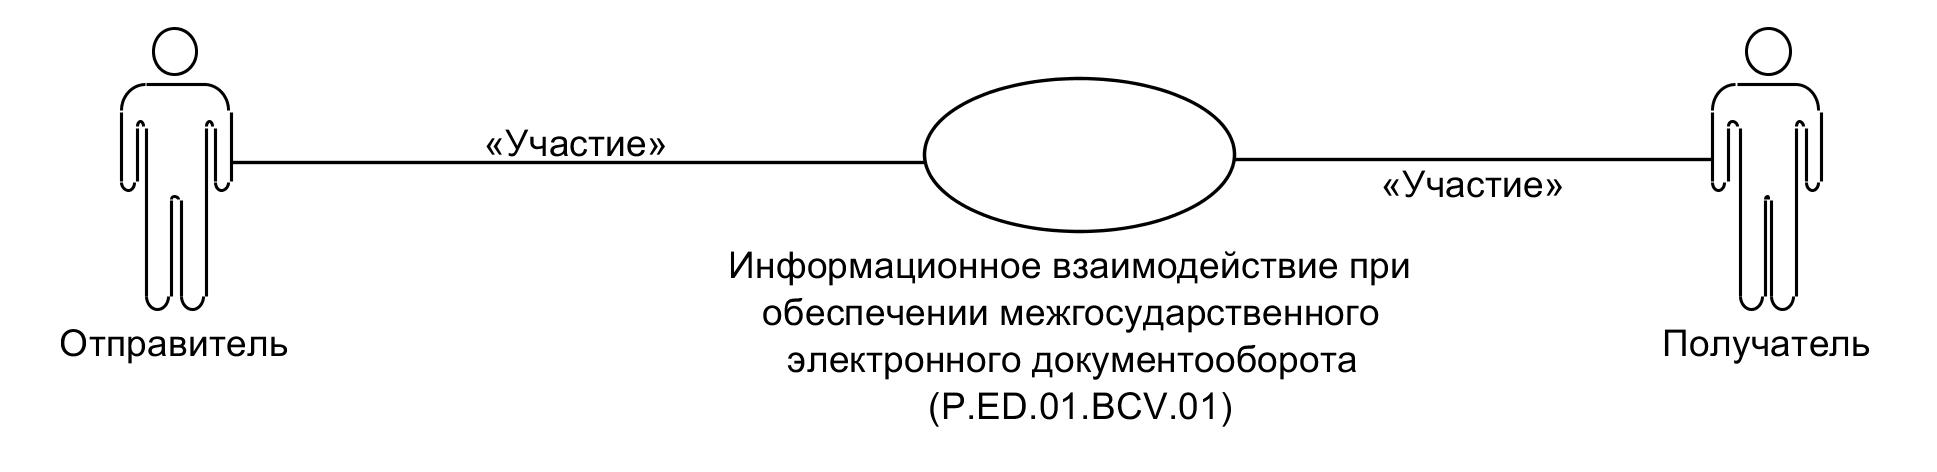 «Участие»
«Участие»
Информационное взаимодействие при
обеспечении межгосударственного
электронного документооборота
(P.ED.01.BCV.01)
Отправитель
Получатель